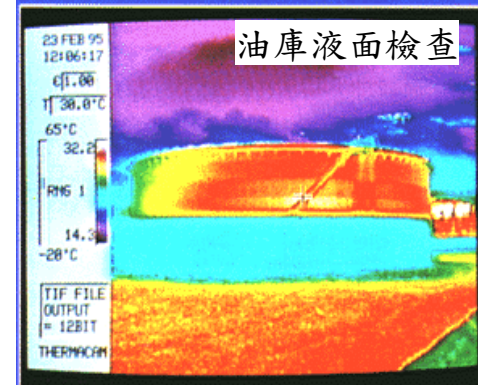 油庫液面檢查
23 FEB 95
12:06:17
ε 1.00
T 30.0°C
65°C
32.2
RNG 1
14.3
-20°C
TIF FILE
OUTPUT
= 12BIT
THERMACAM